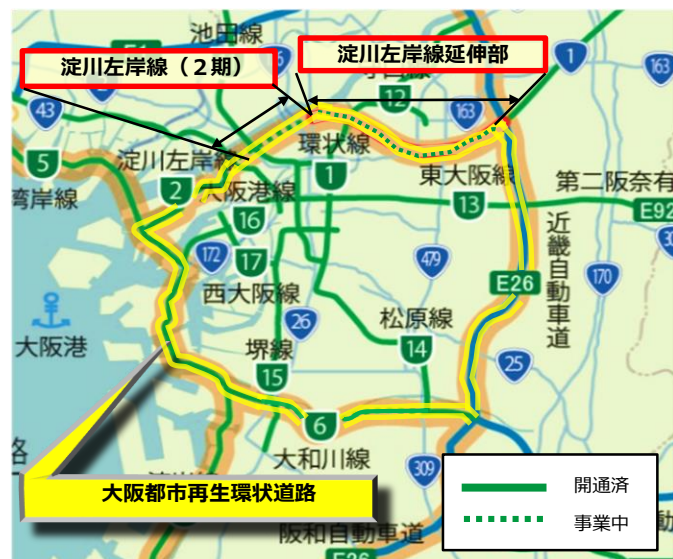 池田線
淀川左岸線（２期）
淀川左岸線延伸部
1
163
43
12
163
5
淀川左岸線
環状線
湾岸線
2
大阪港線
1
東大阪線
第二阪奈有
16
13
E92
172
17
479
近畿自動車道
170
西大阪線
E26
26
松原線
大阪港
堺線
14
25
15
6
大和川線
309
大阪都市再生環状道路
阪和自動車道
開通済
事業中